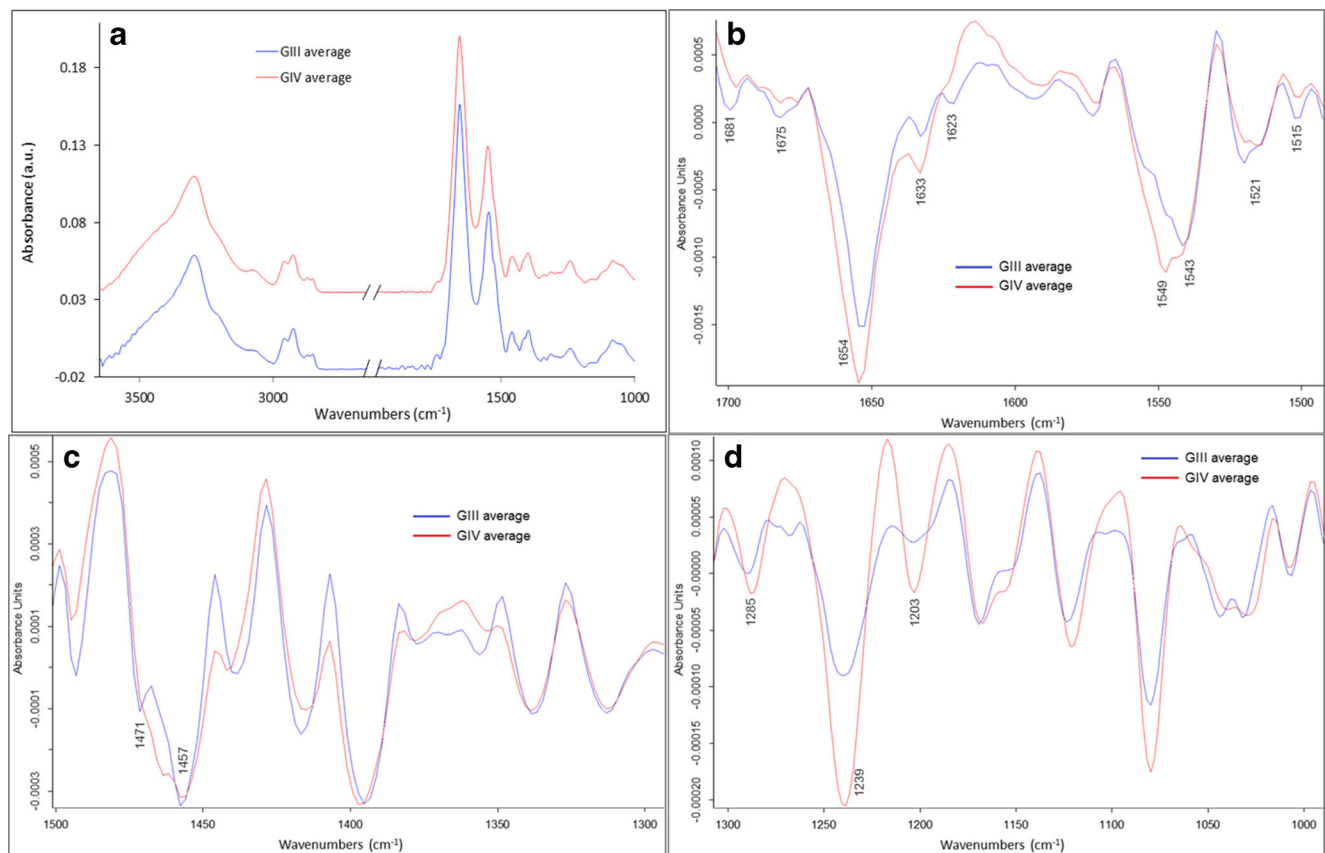 a
GIII average
GIV average
Absorbance (a.u.)
0.18
0.13
0.08
0.03
-0.02
3500
3000
1500
1000
Wavenumbers (cm⁻¹)
b
Absorbance Units
0.0005
0.0000
-0.0005
-0.0010
-0.0015
1681
1675
1654
1633
1623
1549
1543
1521
1515
GIII average
GIV average
1700
1650
1600
1550
1500
Wavenumbers (cm⁻¹)
c
Absorbance Units
0.0005
0.0003
0.0001
-0.0001
-0.0003
1471
1457
GIII average
GIV average
1500
1450
1400
1350
1300
Wavenumbers (cm⁻¹)
d
Absorbance Units
0.00010
0.00005
-0.00000
-0.00005
-0.00010
-0.00015
-0.00020
1285
1239
1203
GIII average
GIV average
1300
1250
1200
1150
1100
1050
1000
Wavenumbers (cm⁻¹)